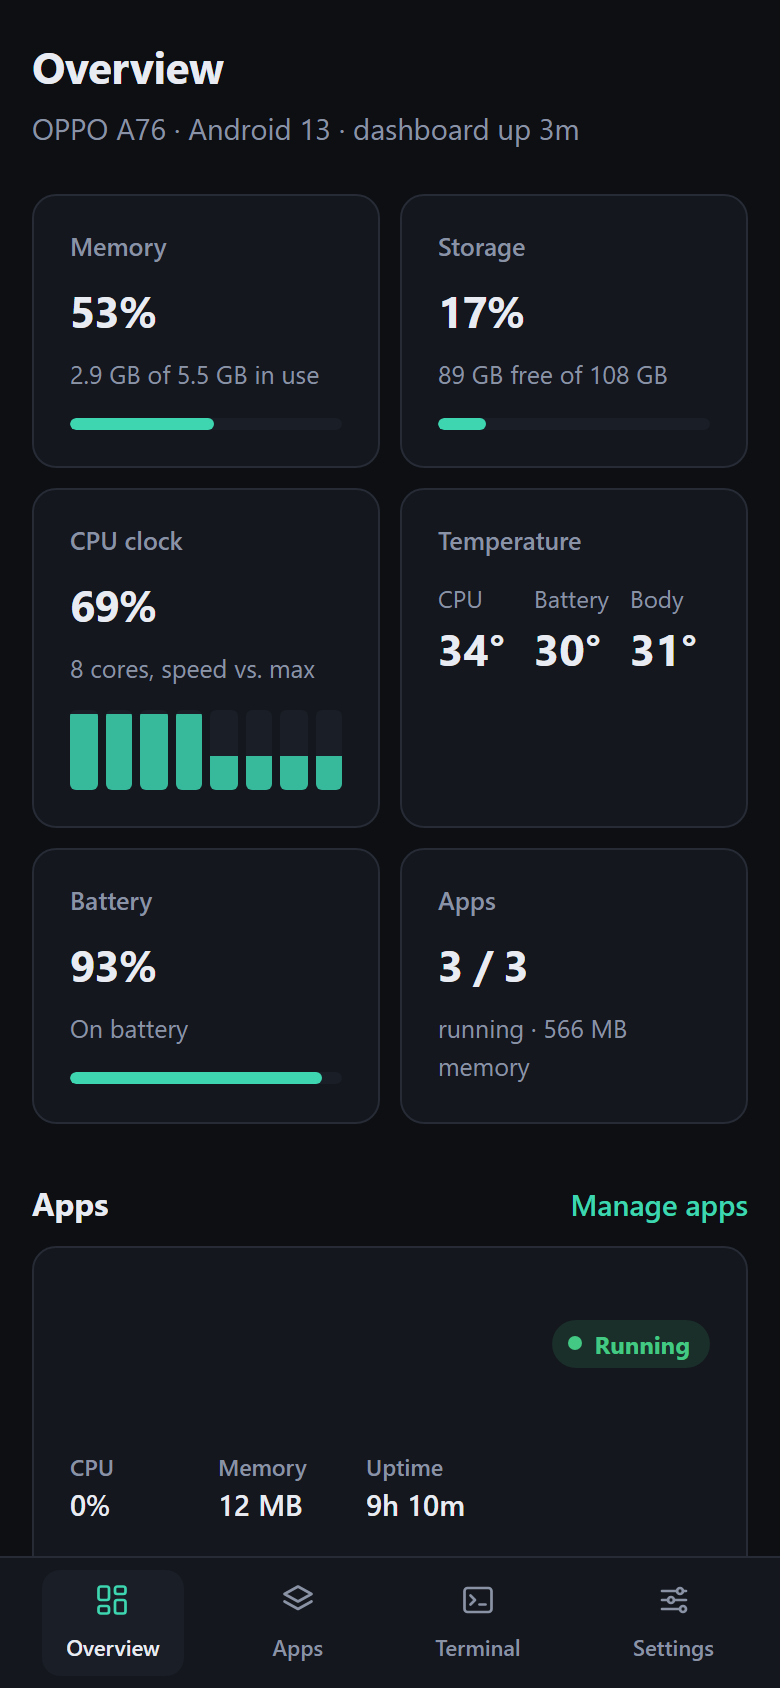 Overview
OPPO A76 · Android 13 · dashboard up 3m
Memory
53%
2.9 GB of 5.5 GB in use
Storage
17%
89 GB free of 108 GB
CPU clock
69%
8 cores, speed vs. max
Temperature
CPU Battery Body
34° 30° 31°
Battery
93%
On battery
Apps
3 / 3
running · 566 MB
memory
Apps
Manage apps
Running
CPU Memory Uptime
0% 12 MB 9h 10m
Overview Apps Terminal Settings